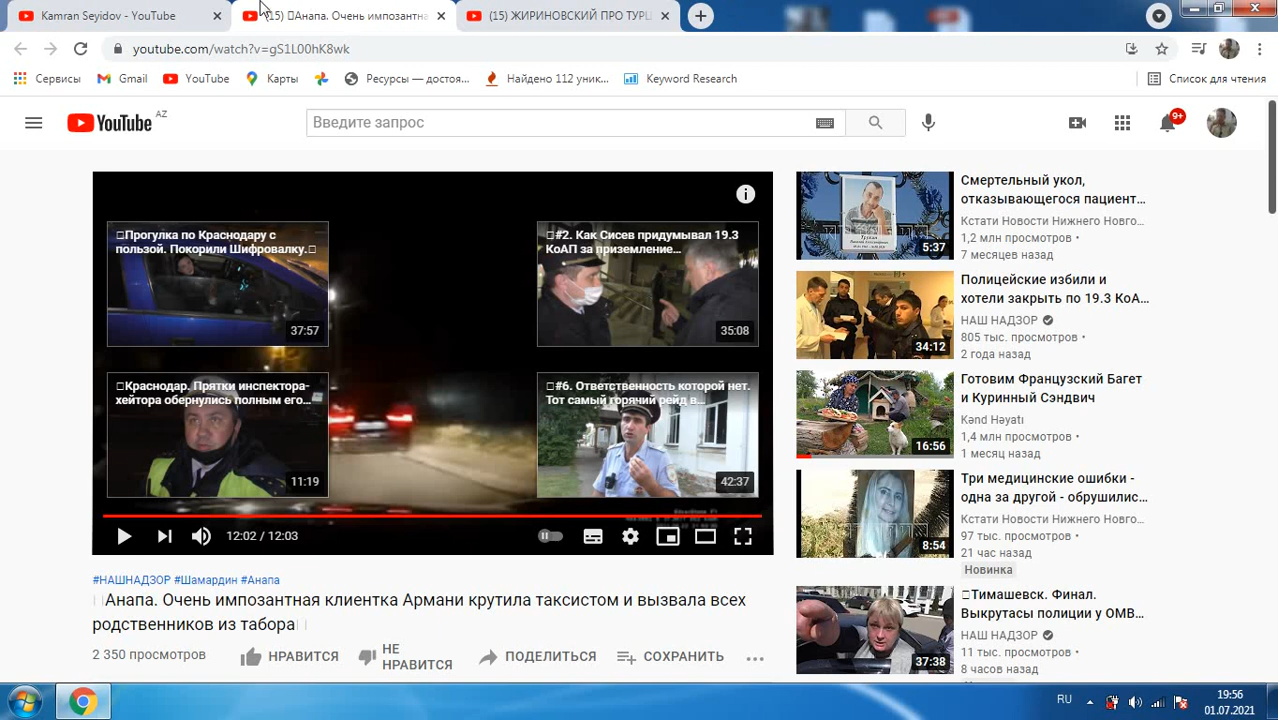 Kamran Seyidov - YouTube
(15) Анапа. Очень импозантна
(15) ЖИРИНОВСКИЙ ПРО ТУРЦ
youtube.com/watch?v=gS1L00hK8wk
Сервисы
Gmail
YouTube
Карты
Ресурсы — достоя...
Найдено 112 уник...
Keyword Research
Список для чтения
YouTube AZ
Введите запрос
9+
Прогулка по Краснодару с
пользой. Покорили Шифровалку.
37:57
#2. Как Сисев придумывал 19.3
КоАП за приземление...
35:08
Краснодар. Прятки инспектора-
хейтора обернулись полным его...
11:19
#6. Ответственность которой нет.
Тот самый горячий рейд в...
42:37
12:02 / 12:03
#НАШНАДЗОР #Шамардин #Анапа
Анапа. Очень импозантная клиентка Армани крутила таксистом и вызвала всех
родственников из табора
2 350 просмотров
НРАВИТСЯ
НЕ
НРАВИТСЯ
ПОДЕЛИТЬСЯ
СОХРАНИТЬ
5:37
Смертельный укол,
отказывающегося пациент...
Кстати Новости Нижнего Новго...
1,2 млн просмотров •
7 месяцев назад
34:12
Полицейские избили и
хотели закрыть по 19.3 КоА...
НАШ НАДЗОР
805 тыс. просмотров •
2 года назад
16:56
Готовим Французский Багет
и Куринный Сэндвич
Kənd Həyatı
1,4 млн просмотров •
1 месяц назад
8:54
Три медицинские ошибки -
одна за другой - обрушилис...
Кстати Новости Нижнего Новго...
97 тыс. просмотров •
21 час назад
Новинка
37:38
Тимашевск. Финал.
Выкрутасы полиции у ОМВ...
НАШ НАДЗОР
11 тыс. просмотров •
8 часов назад
RU
19:56
01.07.2021